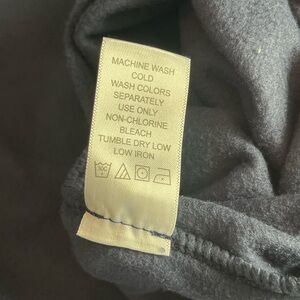 MACHINE WASH
COLD
WASH COLORS
SEPARATELY
USE ONLY
NON-CHLORINE
BLEACH
TUMBLE DRY LOW
LOW IRON